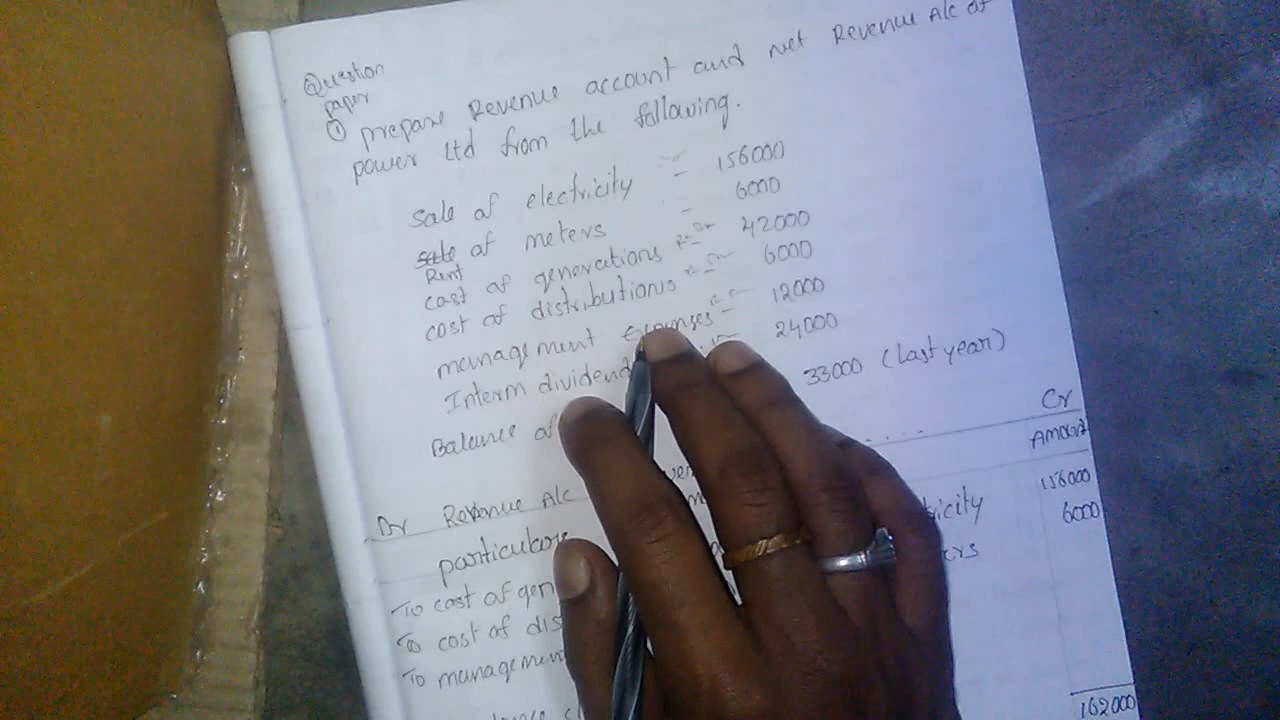 Question
paper
① prepare Revenue account and net Revenue A/c of
power Ltd from the following.
Sale of electricity - 156000
Rent of meters - 6000
cost of generations 42000
cost of distributions 6000
management expenses 12000
Interm dividend 24000
Balance of 33000 (last year)
Dr Revenue A/c Cr
particulars Amount
To cost of gen 156000
To cost of dis 6000
To management
162000